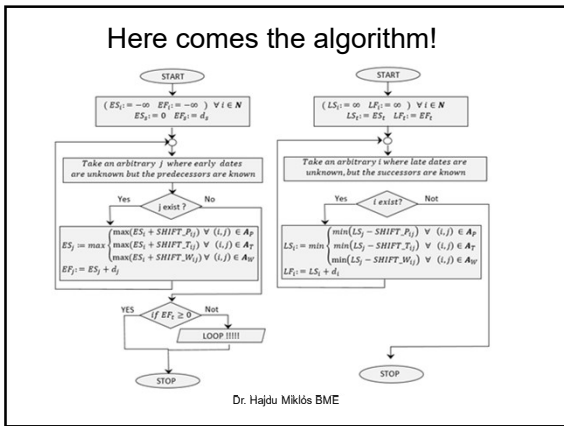 Here comes the algorithm!
START
( ES_i := −∞ EF_i := −∞ ) ∀ i ∈ N
ES_s := 0 EF_s := d_s
Take an arbitrary j where early dates
are unknown but the predecessors are known
Yes
j exist ?
No
ES_j := max { max(ES_i + SHIFT_P_ij) ∀ (i,j) ∈ A_P
max(ES_i + SHIFT_T_ij) ∀ (i,j) ∈ A_T
max(ES_i + SHIFT_W_ij) ∀ (i,j) ∈ A_W
EF_j := ES_j + d_j
YES
if EF_t ≥ 0
Not
LOOP !!!!!
STOP
START
( LS_i := ∞ LF_i := ∞ ) ∀ i ∈ N
LS_t := ES_t LF_t := EF_t
Take an arbitrary i where late dates are
unknown, but the successors are known
Yes
i exist?
Not
LS_i := min { min(LS_j − SHIFT_P_ij) ∀ (i,j) ∈ A_P
min(LS_j − SHIFT_T_ij) ∀ (i,j) ∈ A_T
min(LS_j − SHIFT_W_ij) ∀ (i,j) ∈ A_W
LF_i := LS_i + d_i
STOP
Dr. Hajdu Miklós BME